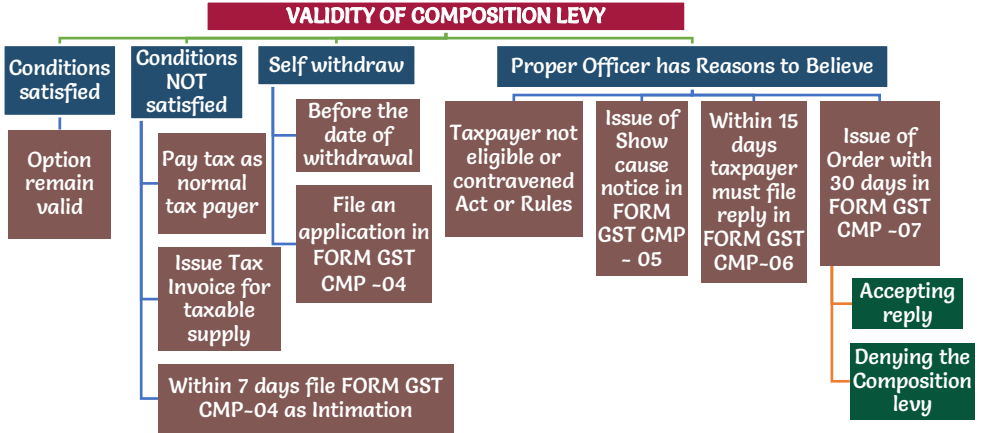 VALIDITY OF COMPOSITION LEVY
Conditions
satisfied
Option
remain
valid
Conditions
NOT
satisfied
Pay tax as
normal
tax payer
Issue Tax
Invoice for
taxable
supply
Within 7 days file FORM GST
CMP-04 as Intimation
Self withdraw
Before the
date of
withdrawal
File an
application in
FORM GST
CMP -04
Proper Officer has Reasons to Believe
Taxpayer not
eligible or
contravened
Act or Rules
Issue of
Show
cause
notice in
FORM
GST CMP
- 05
Within 15
days
taxpayer
must file
reply in
FORM GST
CMP-06
Issue of
Order with
30 days in
FORM GST
CMP -07
Accepting
reply
Denying the
Composition
levy